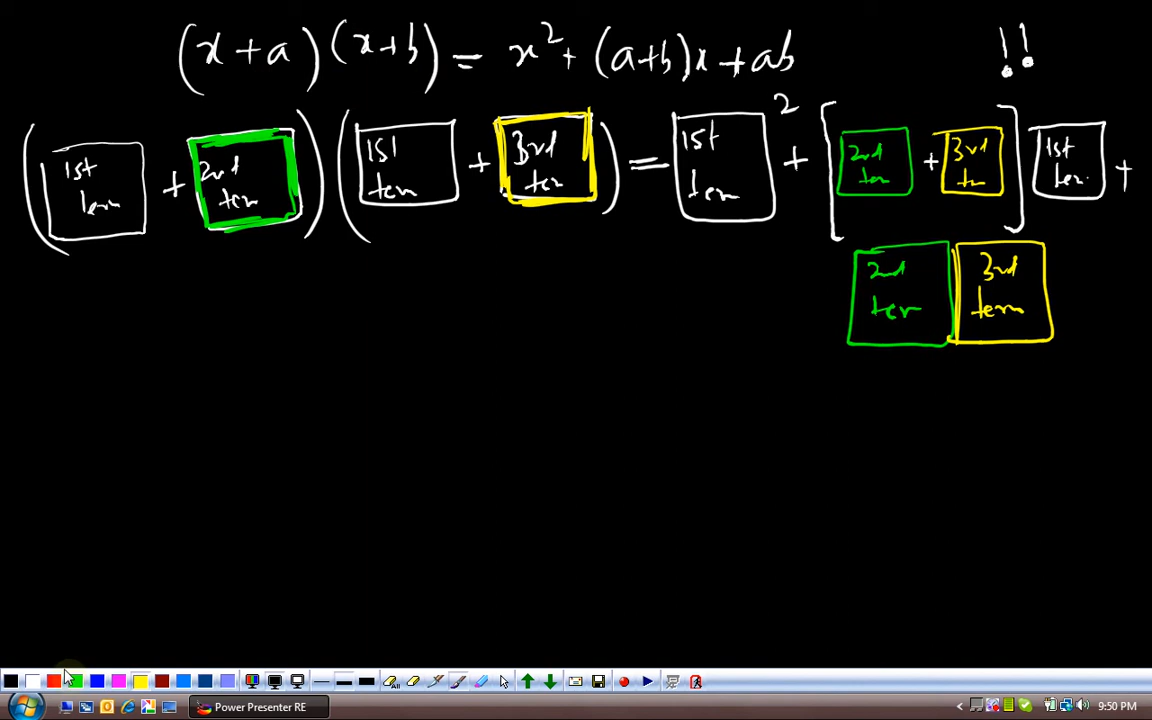 (x+a)(x+b) = x² + (a+b)x + ab !!
(1st term + 2nd term)(1st term + 3rd term) = 1st term² + [2nd term + 3rd term] 1st term +
2nd term 3rd term
Power Presenter RE
9:50 PM